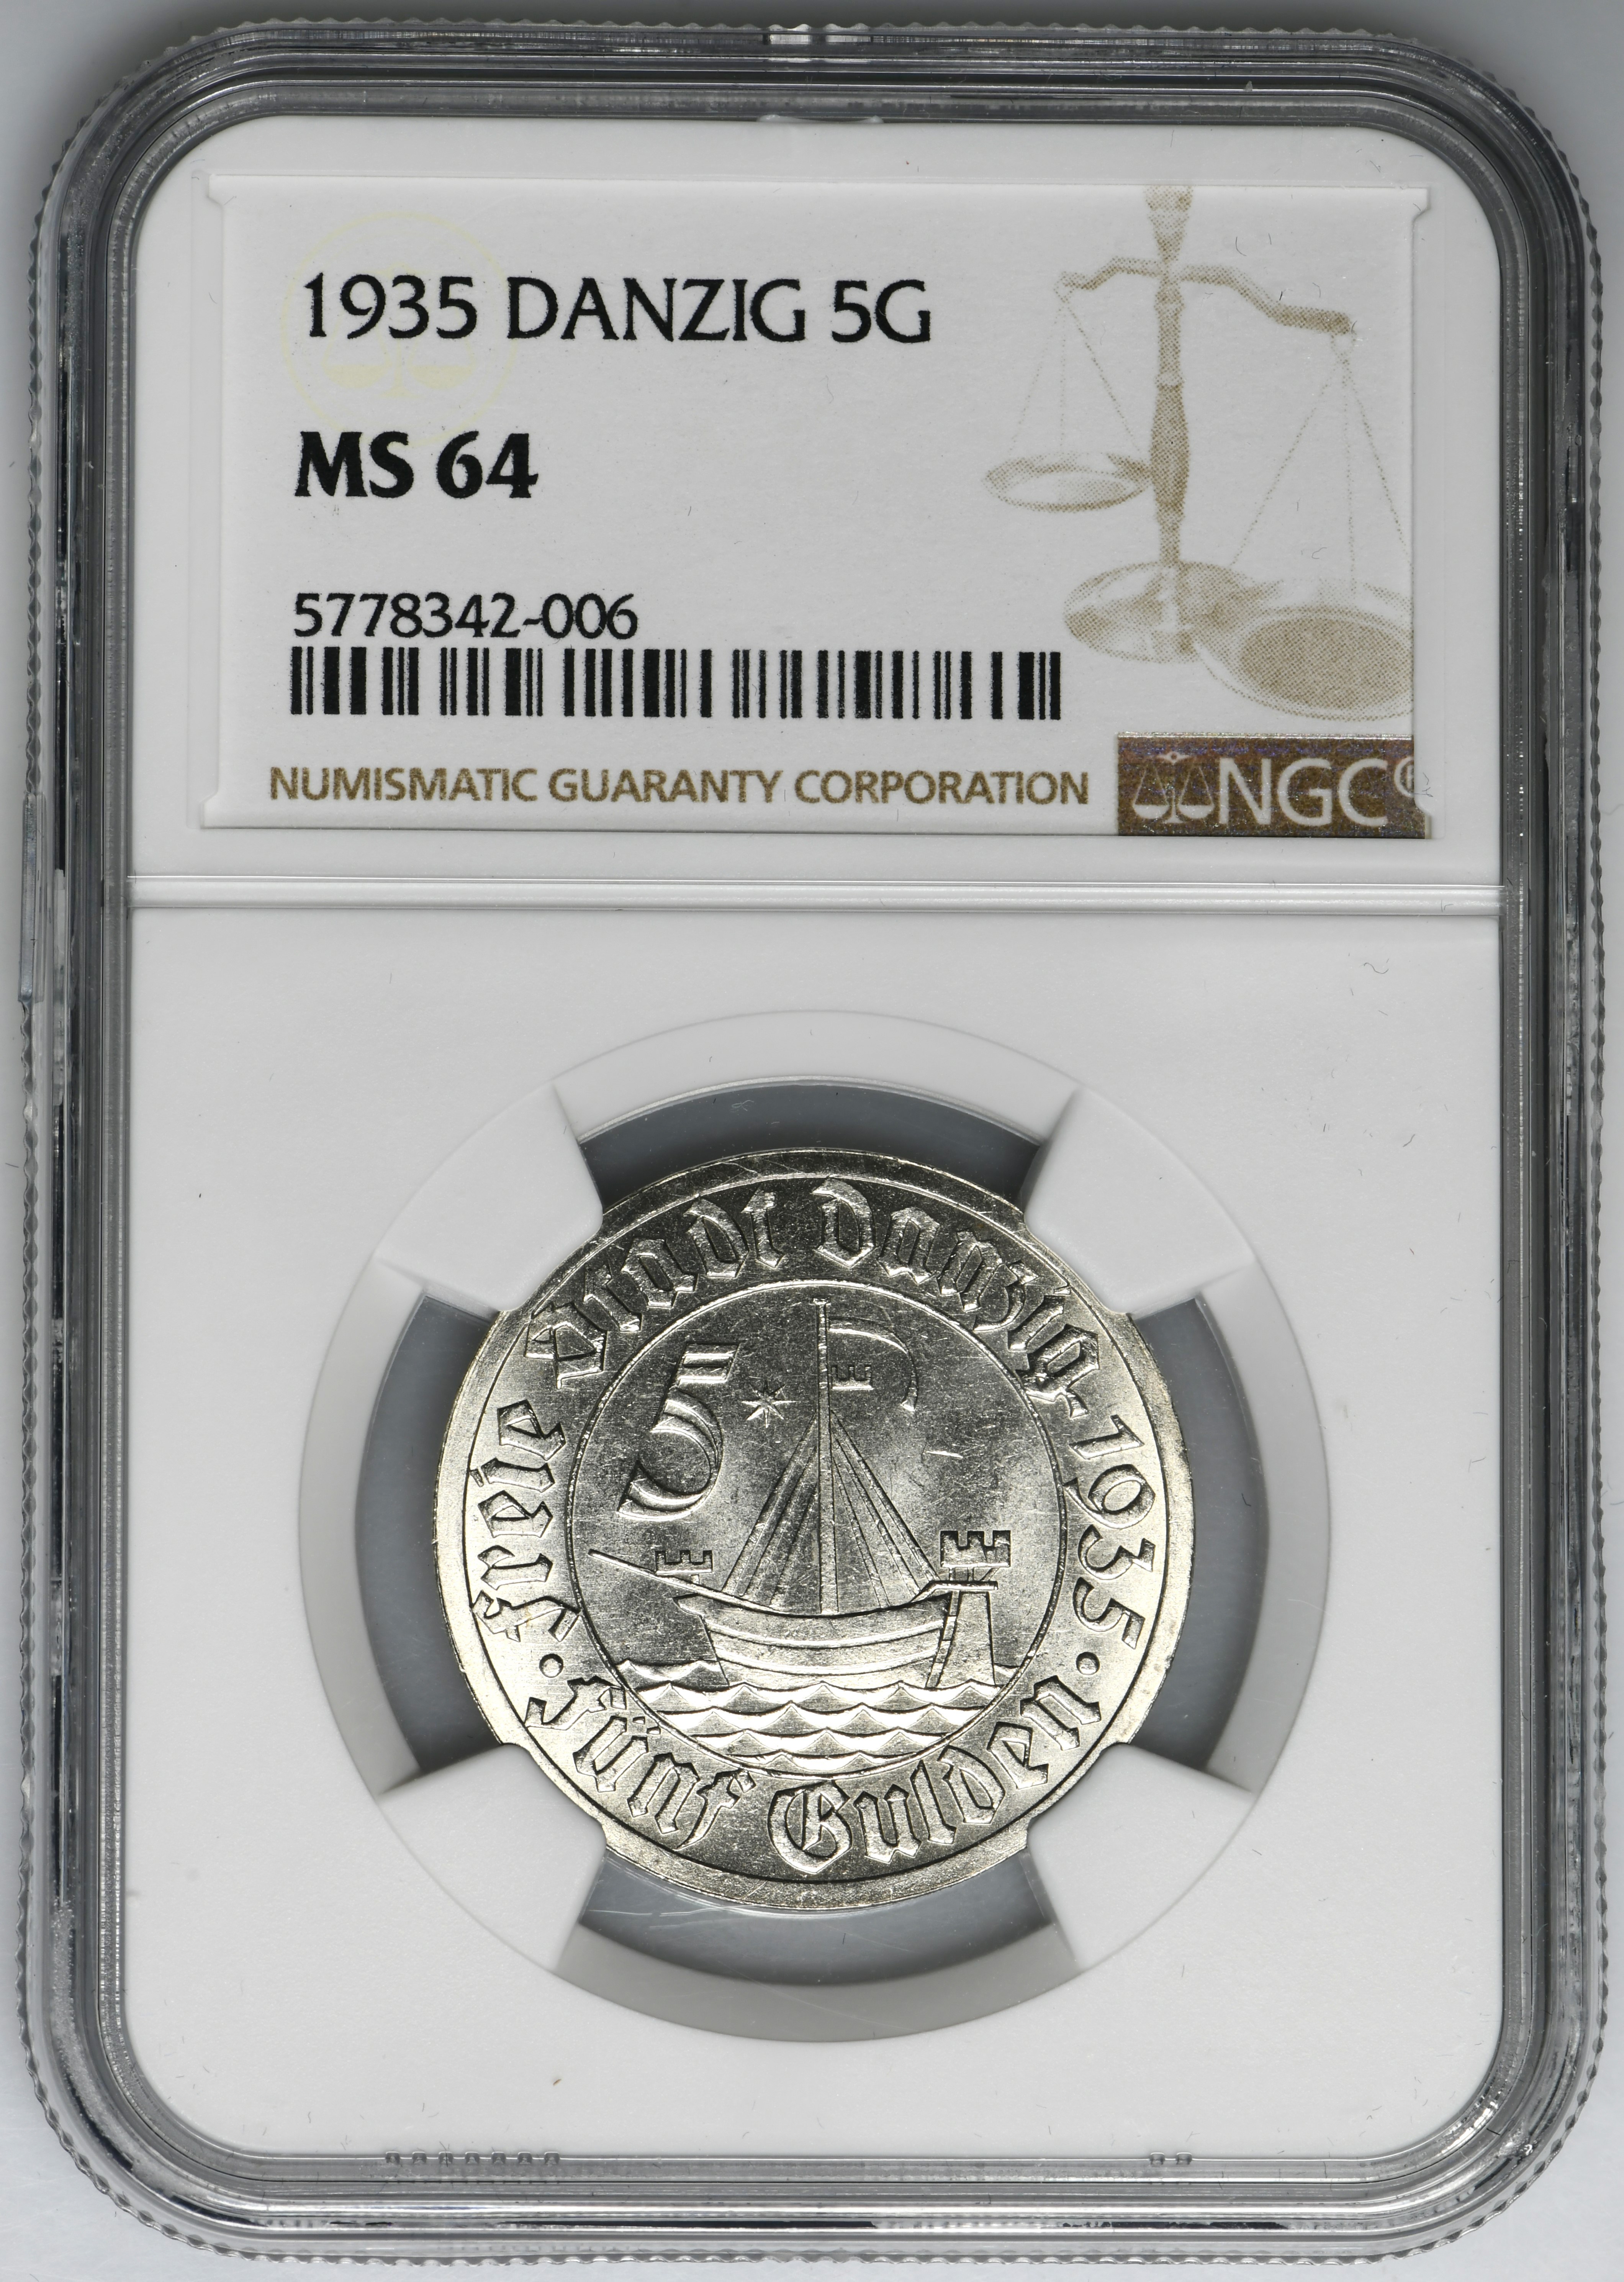 1935 DANZIG 5G
MS 64
5778342-006
NUMISMATIC GUARANTY CORPORATION
NGC®
Freie Stadt Danzig · 1935 ·
5
Fünf Gulden